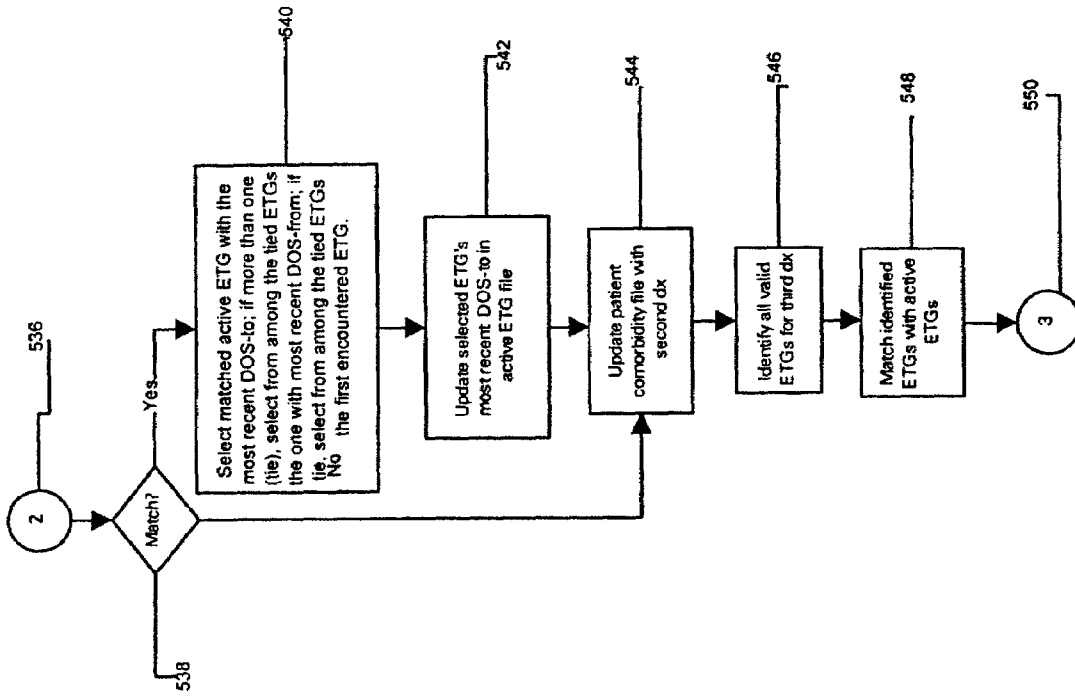 2
536
Match?
538
Yes
Select matched active ETG with the
most recent DOS-to; if more than one
(tie), select from among the tied ETGs
the one with most recent DOS-from; if
tie, select from among the tied ETGs
No the first encountered ETG.
540
Update selected ETG's
most recent DOS-to in
active ETG file
542
Update patient
comorbidity file with
second dx
544
Identify all valid
ETGs for third dx
546
Match identified
ETGs with active
ETGs
548
3
550